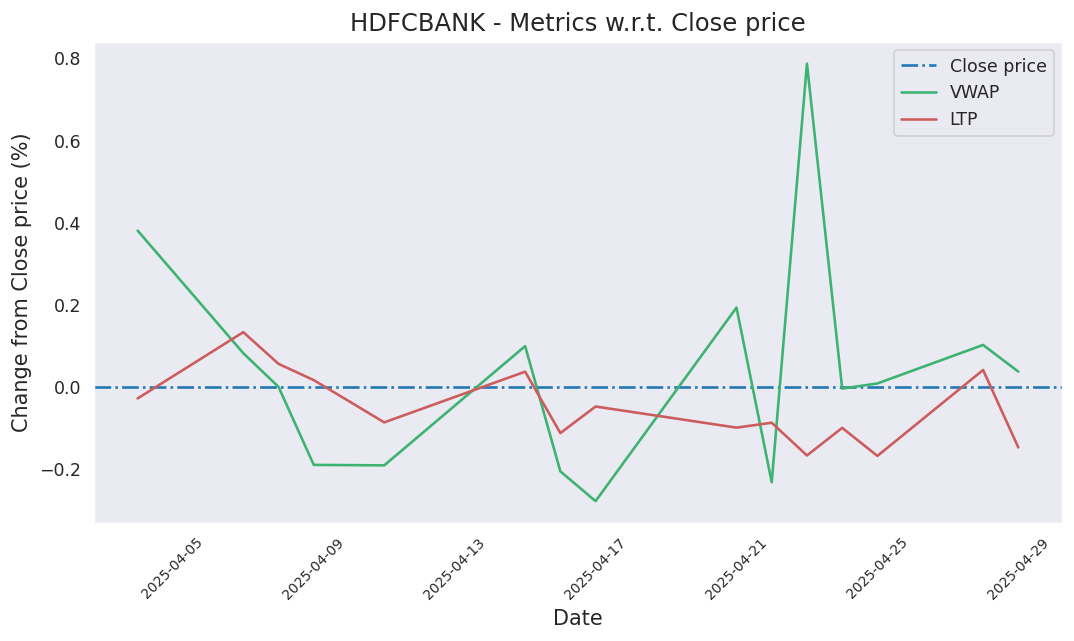 HDFCBANK - Metrics w.r.t. Close price
Close price
VWAP
LTP
Change from Close price (%)
0.8
0.6
0.4
0.2
0.0
−0.2
2025-04-05
2025-04-09
2025-04-13
2025-04-17
2025-04-21
2025-04-25
2025-04-29
Date